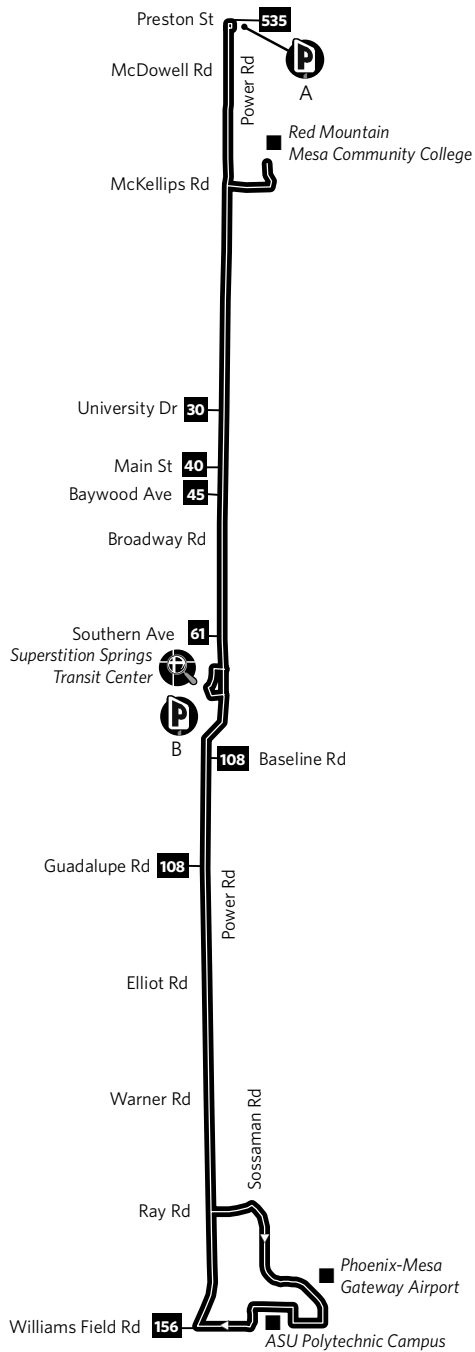 Preston St
535
McDowell Rd
Power Rd
P
A
Red Mountain
Mesa Community College
McKellips Rd
University Dr
30
Main St
40
Baywood Ave
45
Broadway Rd
Southern Ave
61
Superstition Springs
Transit Center
P
B
108
Baseline Rd
Guadalupe Rd
108
Power Rd
Elliot Rd
Warner Rd
Sossaman Rd
Ray Rd
Phoenix-Mesa
Gateway Airport
Williams Field Rd
156
ASU Polytechnic Campus